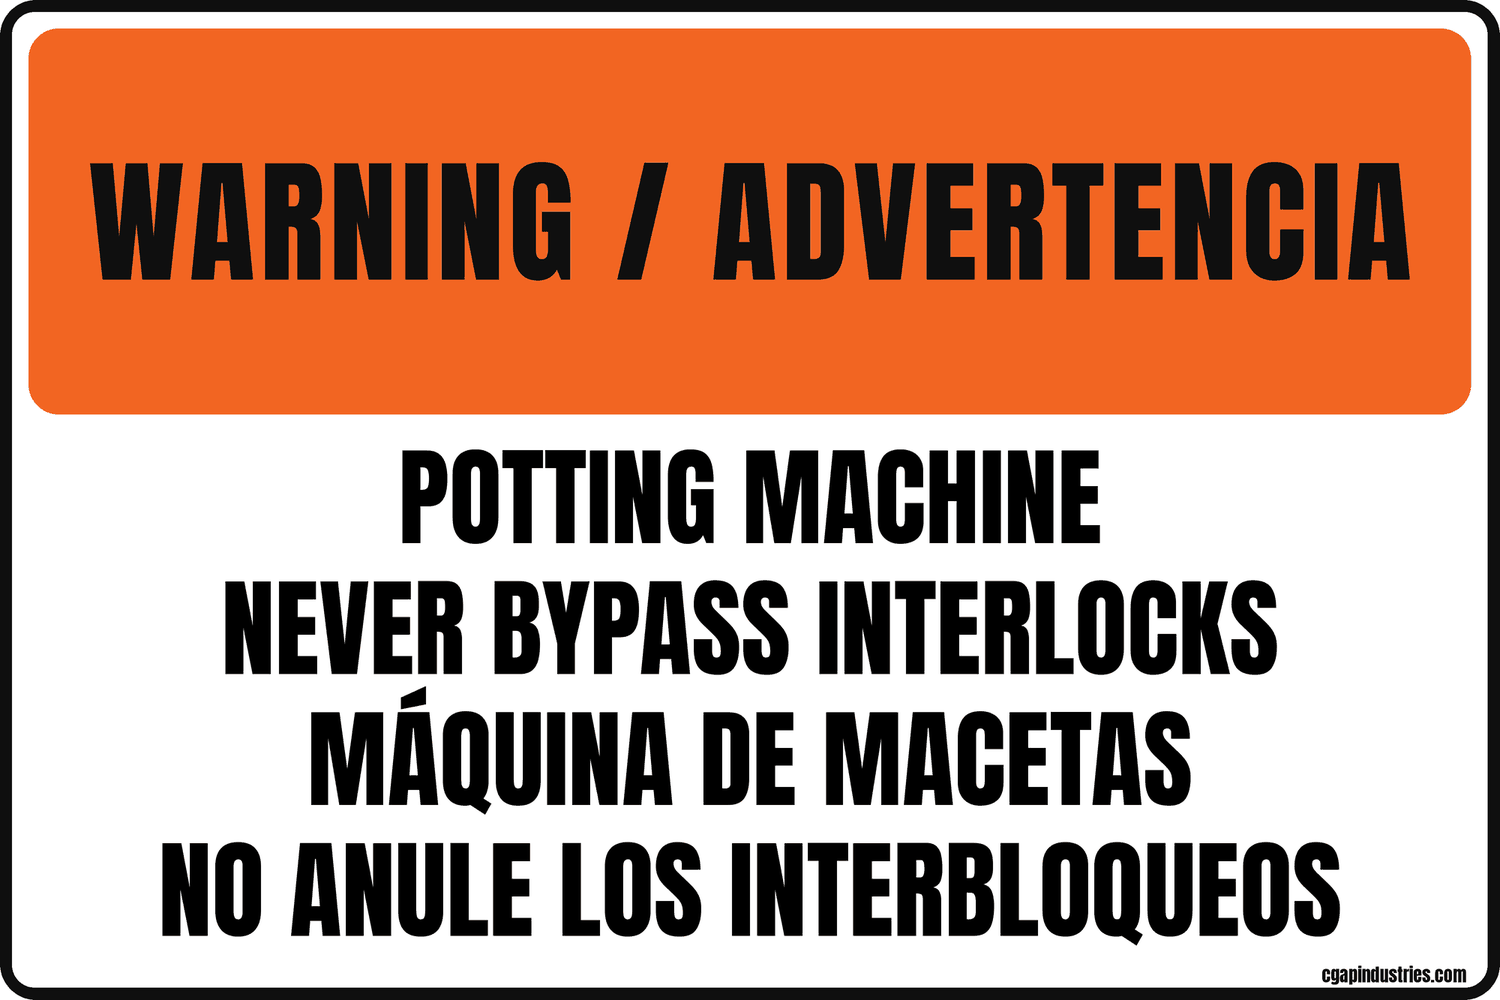 WARNING / ADVERTENCIA
POTTING MACHINE
NEVER BYPASS INTERLOCKS
MÁQUINA DE MACETAS
NO ANULE LOS INTERBLOQUEOS
cgapindustries.com